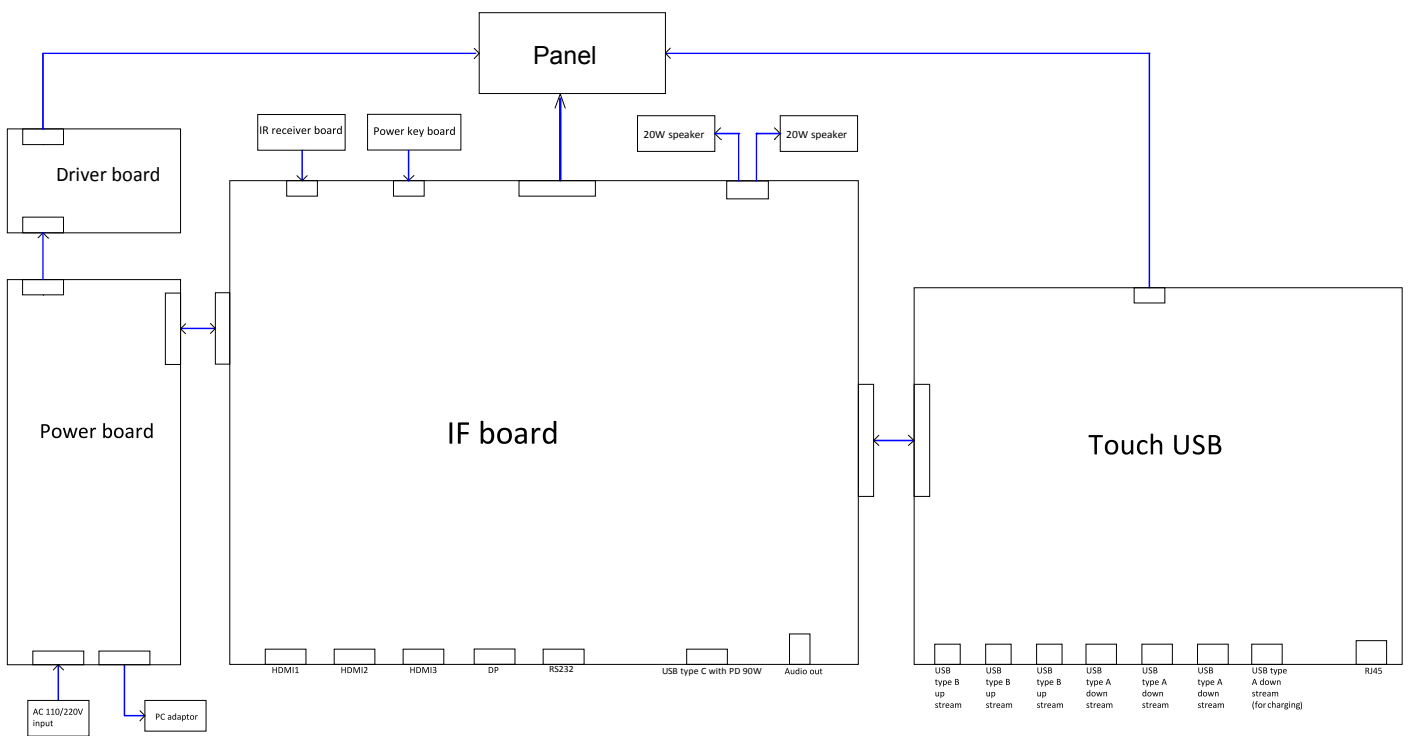 Panel
IR receiver board
Power key board
20W speaker
20W speaker
Driver board
Power board
IF board
Touch USB
HDMI1
HDMI2
HDMI3
DP
RS232
USB type C with PD 90W
Audio out
USB
type B
up
stream
USB
type B
up
stream
USB
type B
up
stream
USB
type A
down
stream
USB
type A
down
stream
USB
type A
down
stream
USB type
A down
stream
(for charging)
RJ45
AC 110/220V
input
PC adaptor